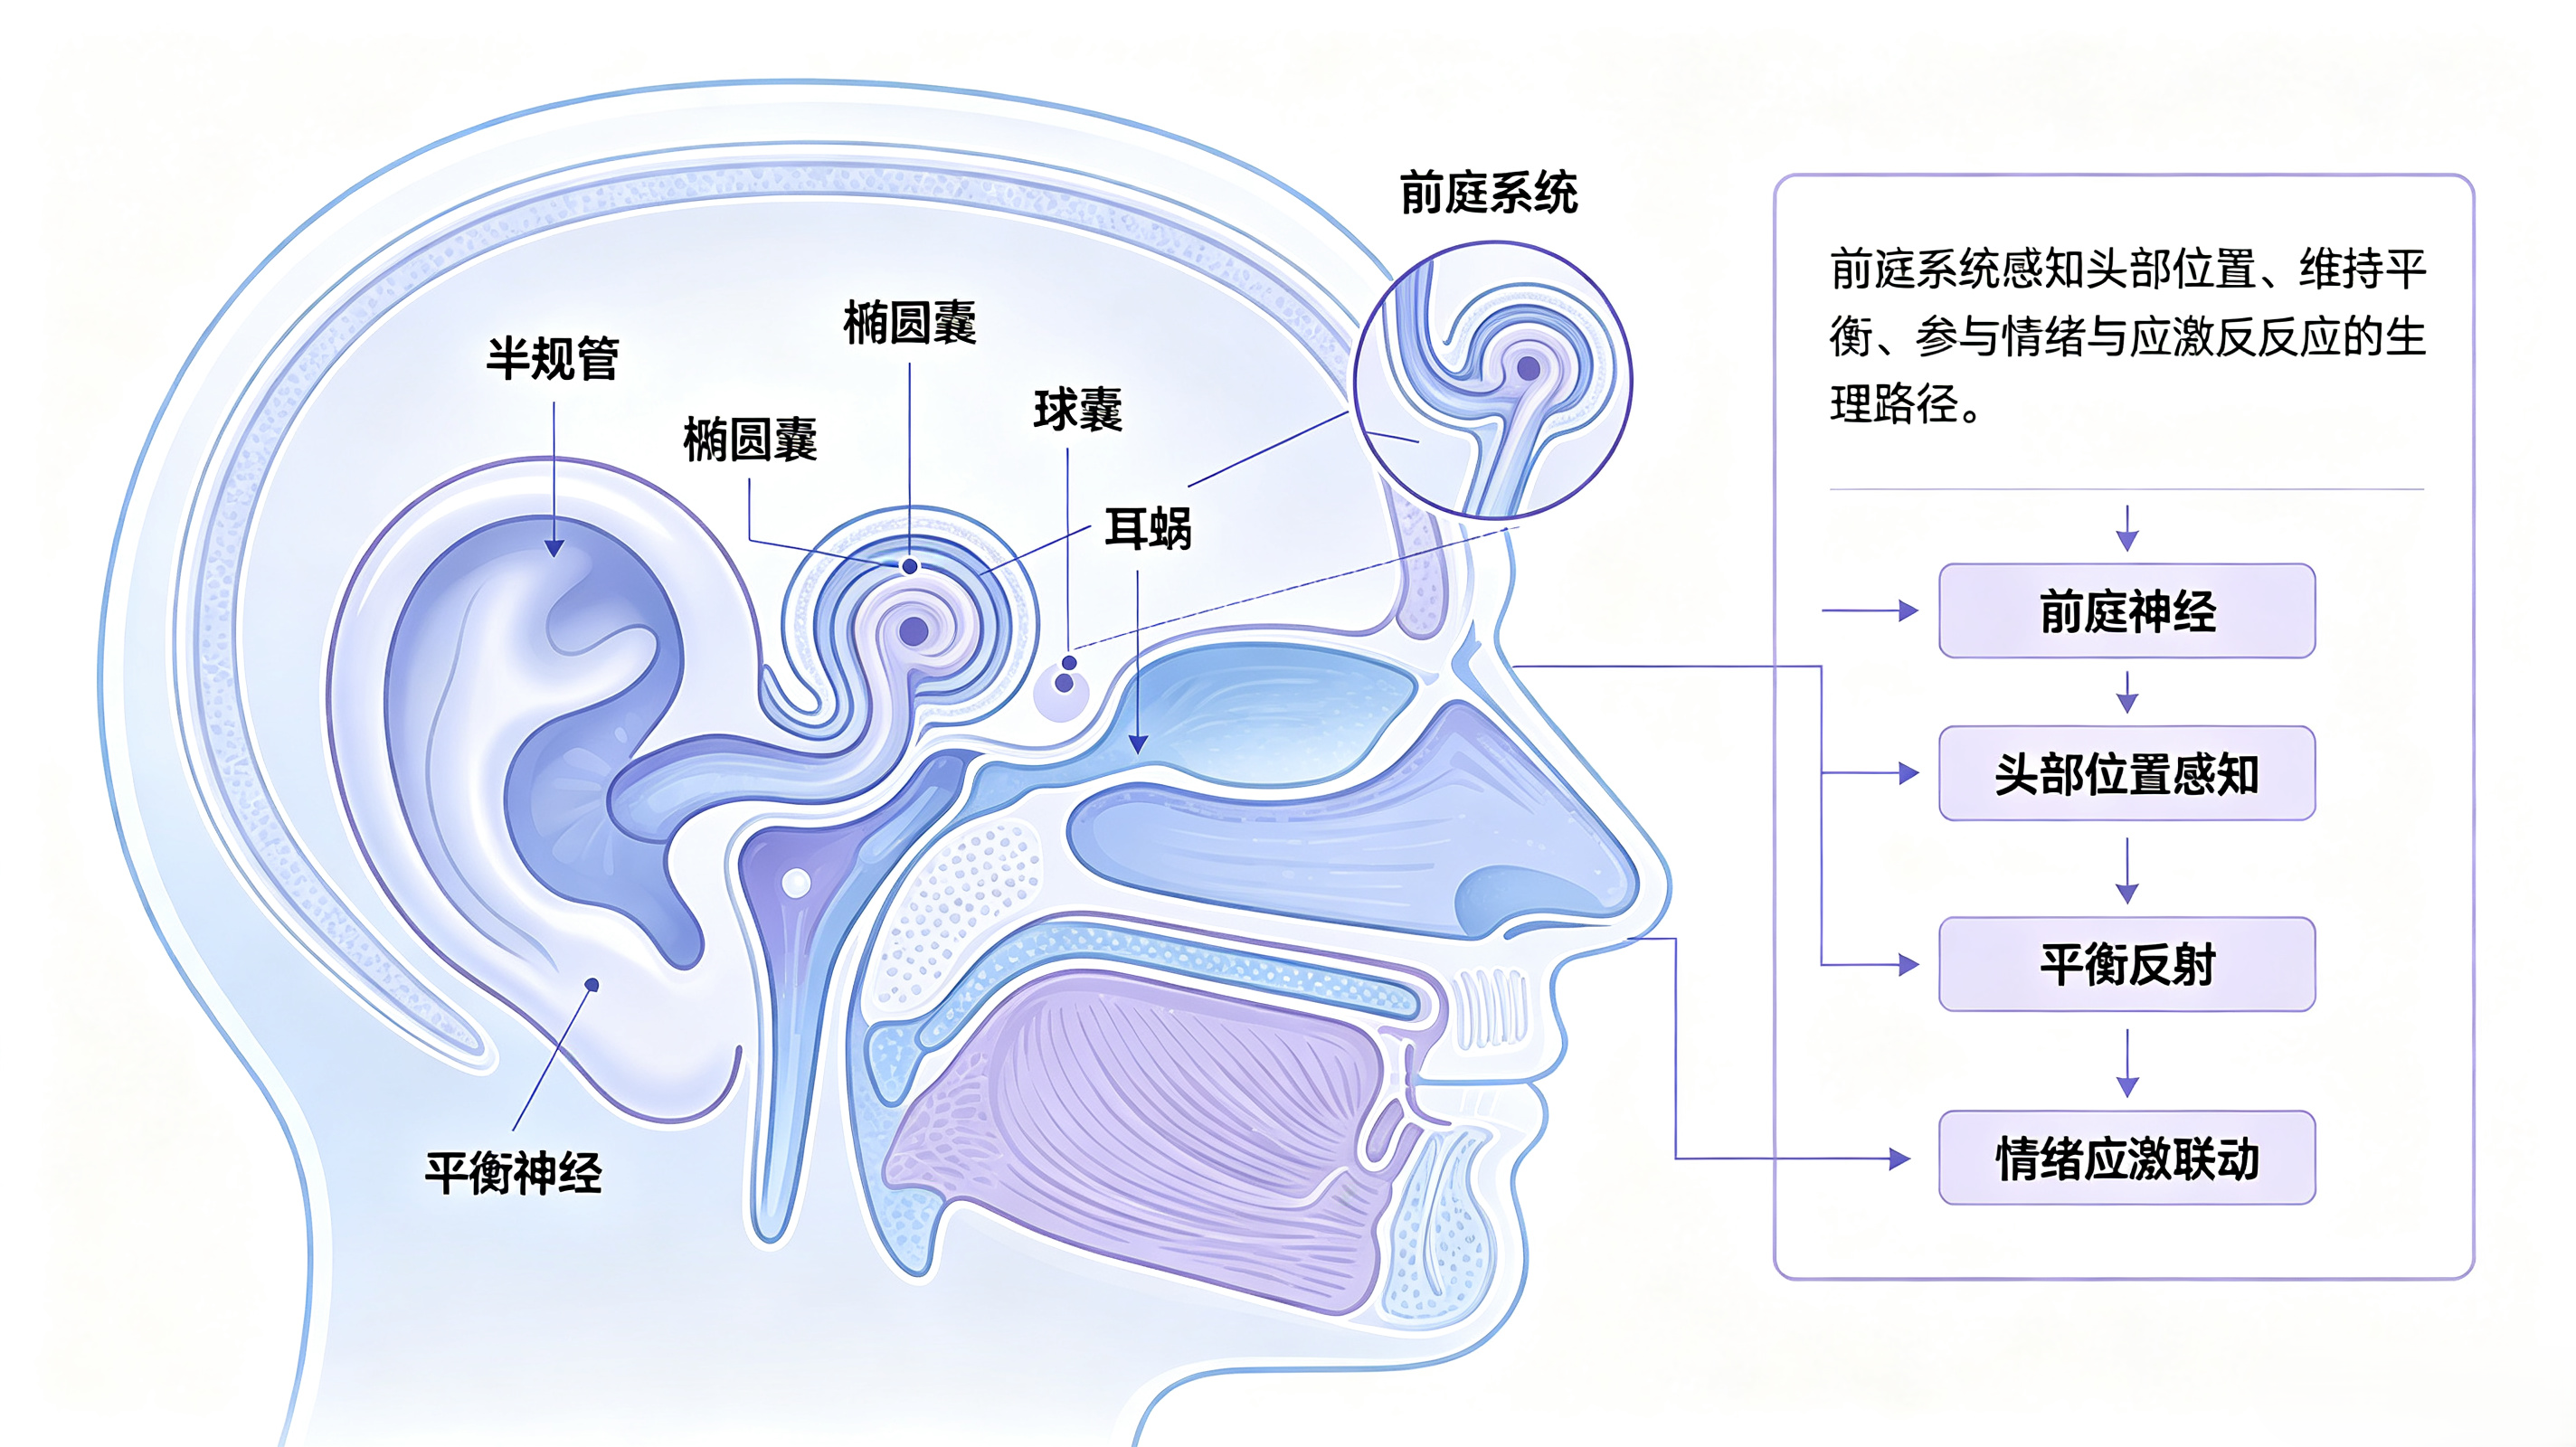 前庭系统
椭圆囊
半规管
球囊
椭圆囊
耳蜗
平衡神经
前庭系统感知头部位置、维持平
衡、参与情绪与应激反反应的生
理路径。
前庭神经
头部位置感知
平衡反射
情绪应激联动